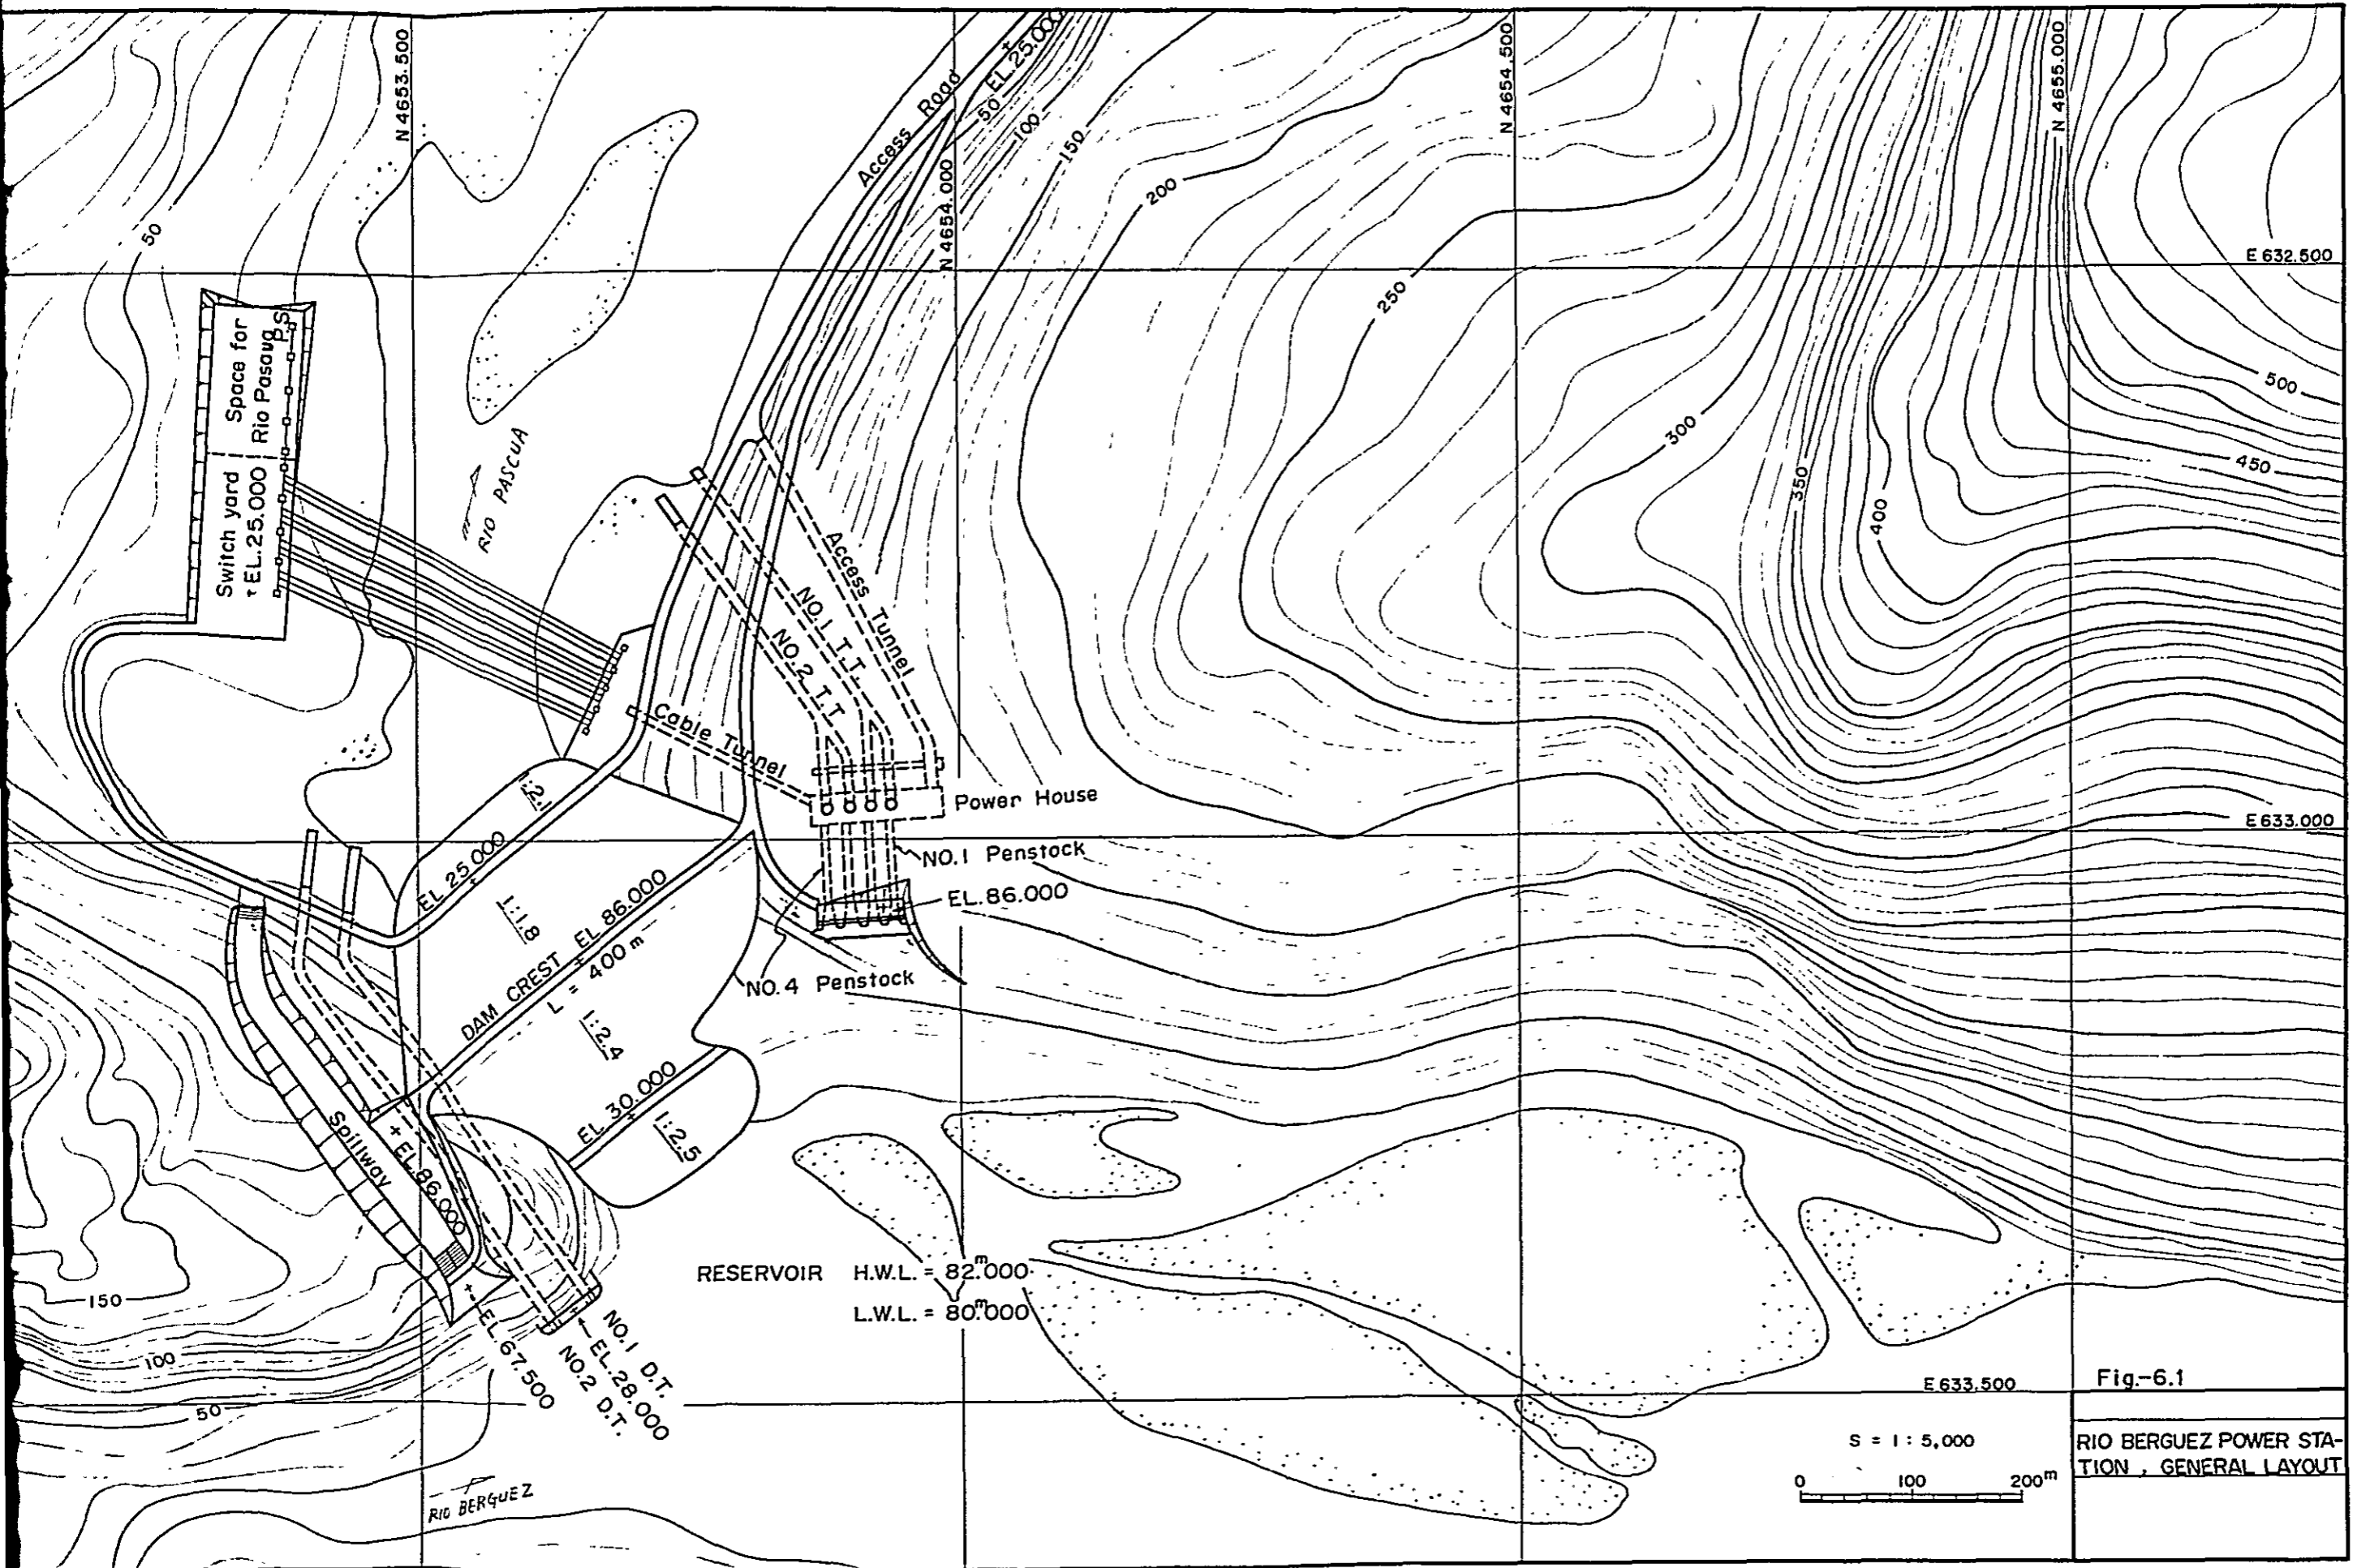 N 4653.500
N 4654.000
N 4654.500
N 4655.000
E 632.500
E 633.000
E 633.500
Access Road
EL.25.000
50
100
150
200
250
300
350
400
450
500
50
Space for
Rio Pasaua
P.S
Switch yard
EL.25.000
RIO PASCUA
Access Tunnel
NO.1 T.T.
NO.2 T.T
Cable Tunnel
Power House
NO.1 Penstock
EL.86.000
NO.4 Penstock
1:2
EL 25.000
1:1.8
DAM CREST EL 86.000
L = 400 m
1:2.4
EL. 30.000
1:2.5
Spillway
EL.86.000
EL.67.500
NO.1 D.T.
EL.28.000
NO.2 D.T.
150
100
50
RIO BERGUEZ
RESERVOIR H.W.L. = 82.000m
L.W.L. = 80.000m
S = 1 : 5,000
0 100 200m
Fig.-6.1
RIO BERGUEZ POWER STA-
TION , GENERAL LAYOUT